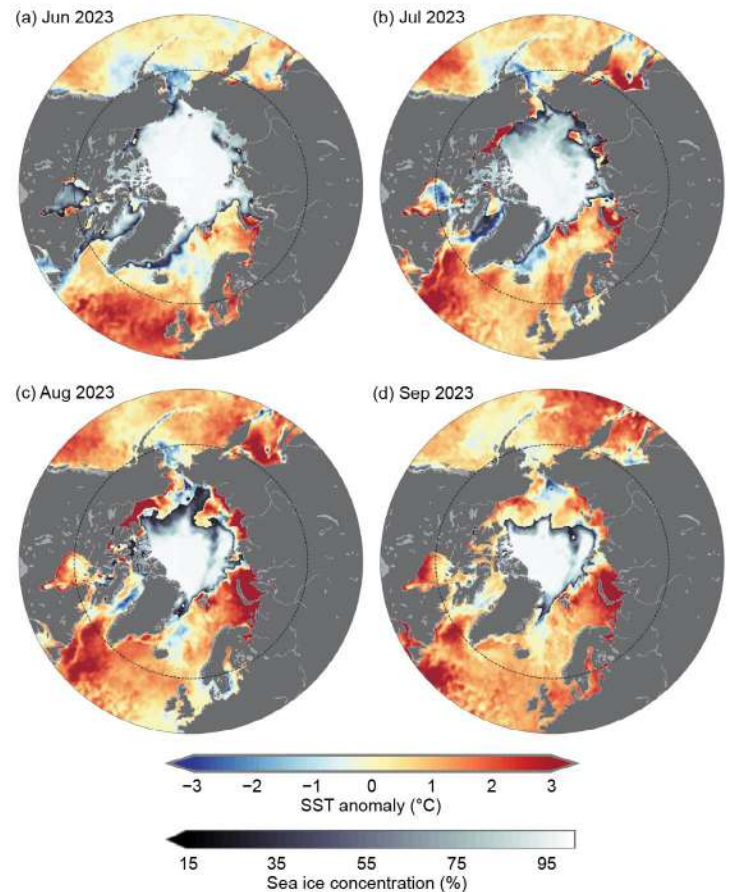 (a) Jun 2023
(b) Jul 2023
(c) Aug 2023
(d) Sep 2023
−3 −2 −1 0 1 2 3
SST anomaly (°C)
15 35 55 75 95
Sea ice concentration (%)